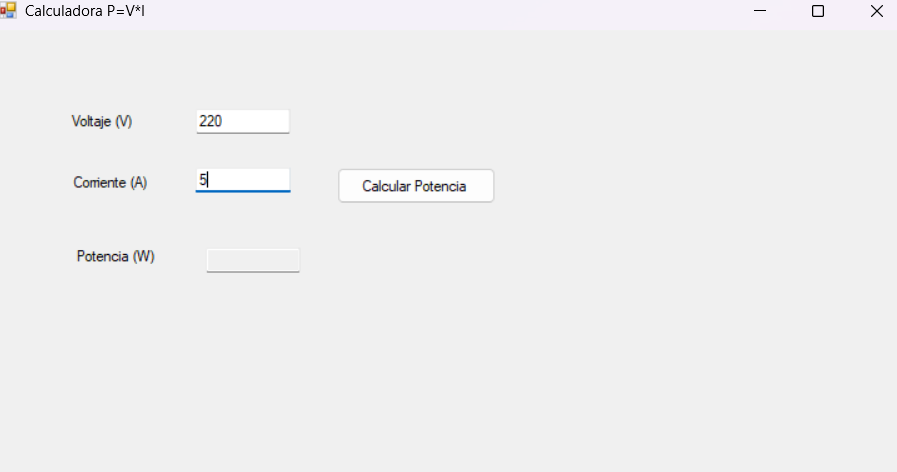 Calculadora P=V*I
Voltaje (V) 220
Corriente (A) 5
Calcular Potencia
Potencia (W)